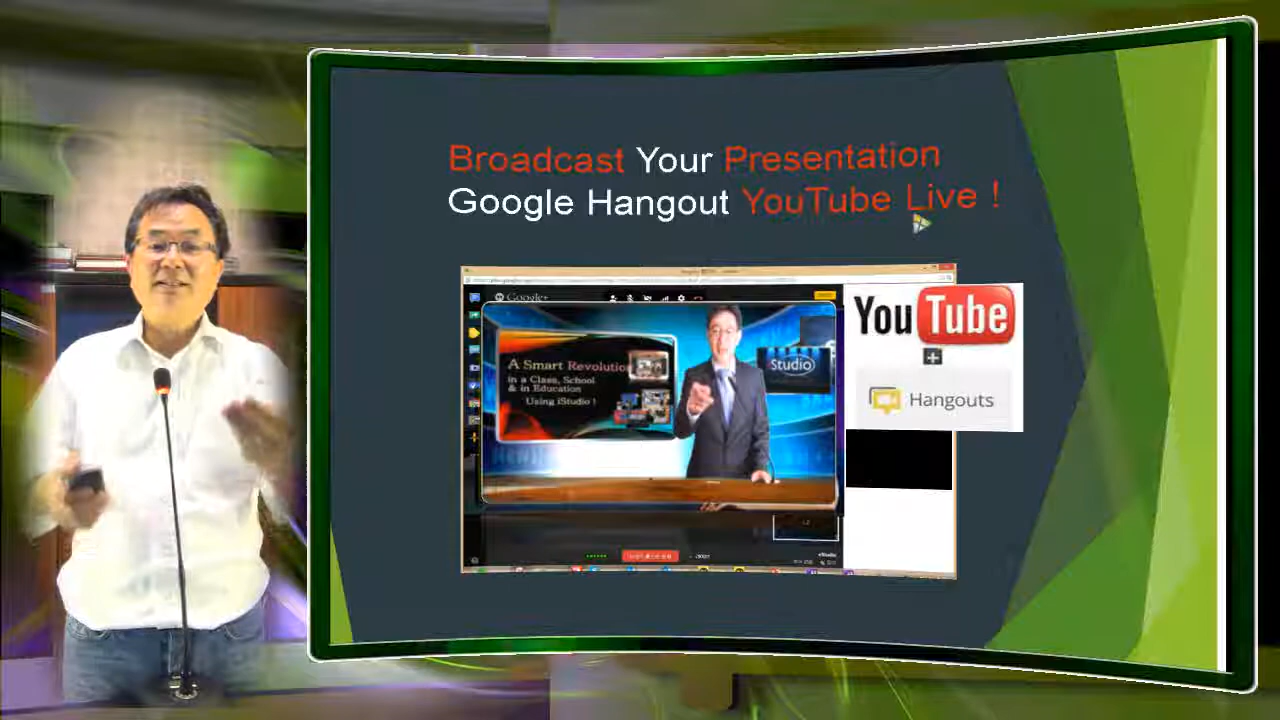 Broadcast Your Presentation
Google Hangout YouTube Live !
Google+
A Smart Revolution
in a Class, School
& in Education
Using iStudio !
Studio
YouTube
+
Hangouts